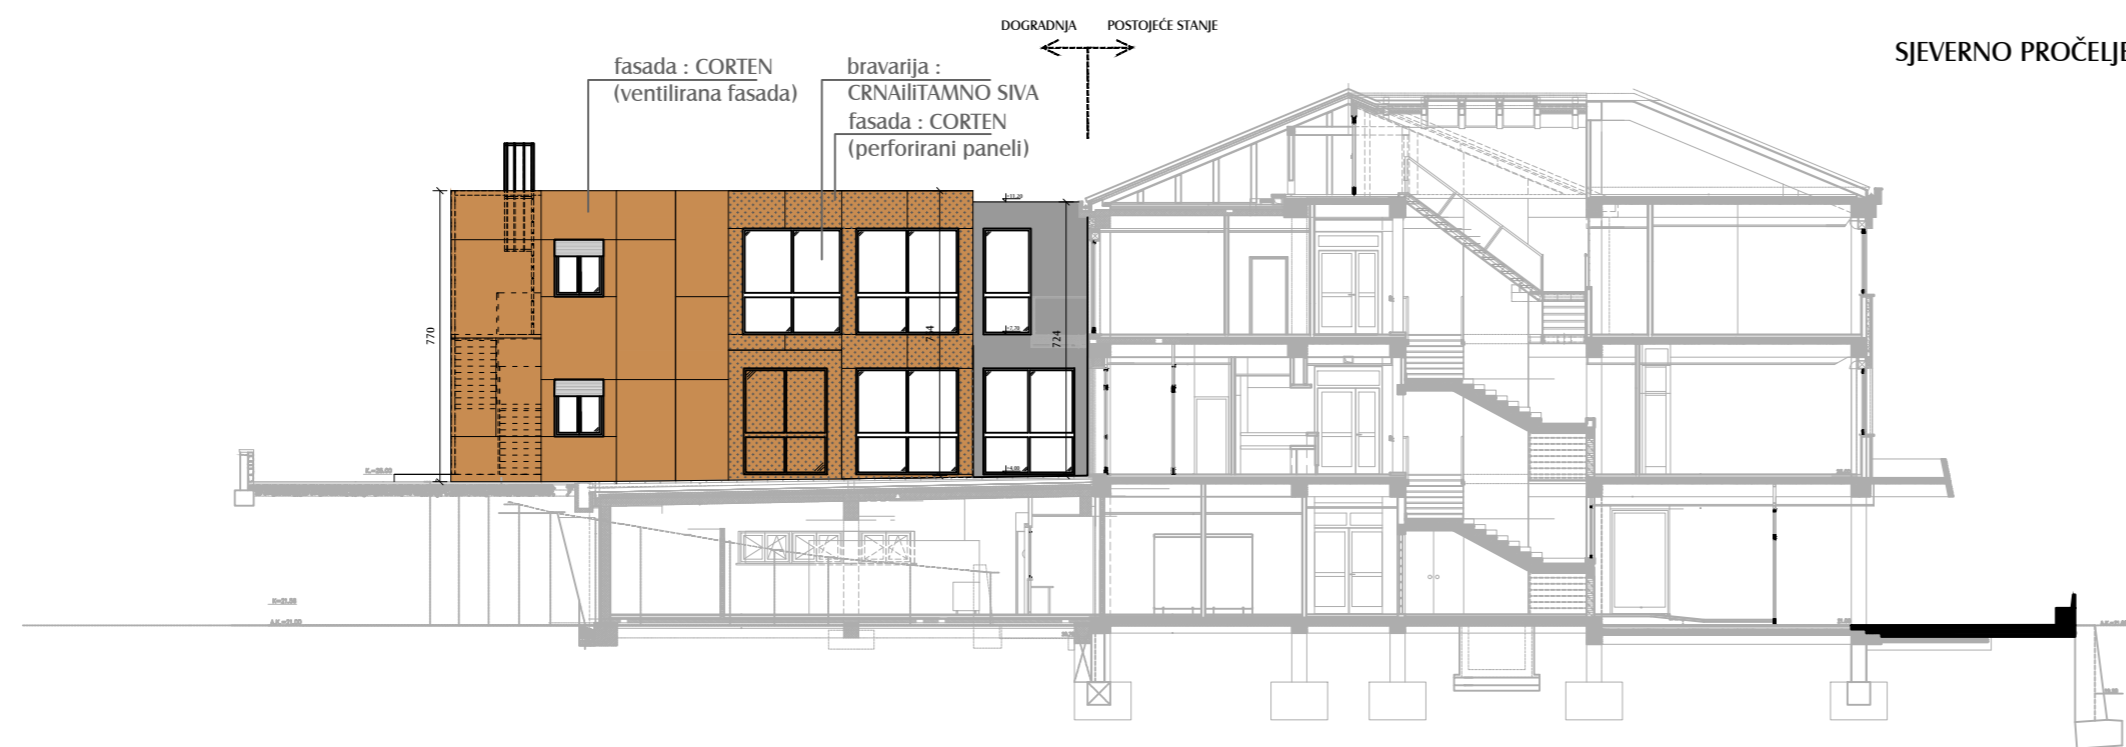 DOGRADNJA POSTOJEĆE STANJE
SJEVERNO PROČELJE
fasada : CORTEN
(ventilirana fasada)
bravarija :
CRNAiliTAMNO SIVA
fasada : CORTEN
(perforirani paneli)
770
724